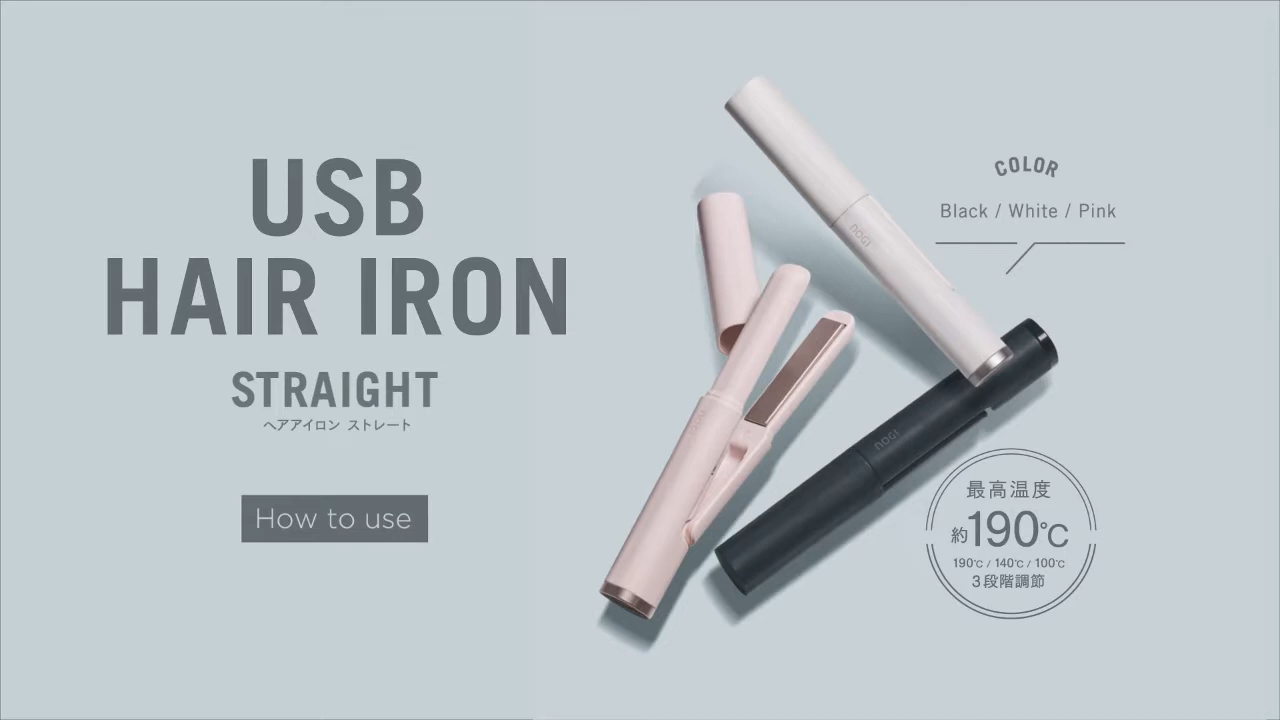 USB
HAIR IRON
STRAIGHT
ヘアアイロン ストレート
How to use
COLOR
Black / White / Pink
nOGI
nOGI
最高温度
約190℃
190℃ / 140℃ / 100℃
3段階調節